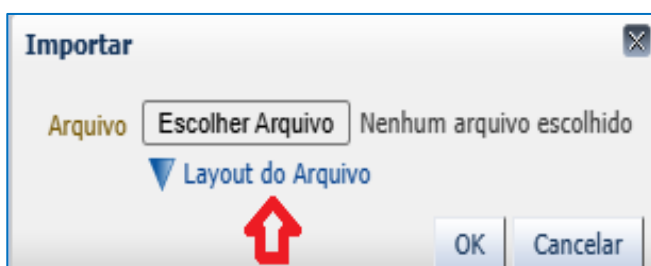 Importar
Arquivo Escolher Arquivo Nenhum arquivo escolhido
Layout do Arquivo
OK Cancelar